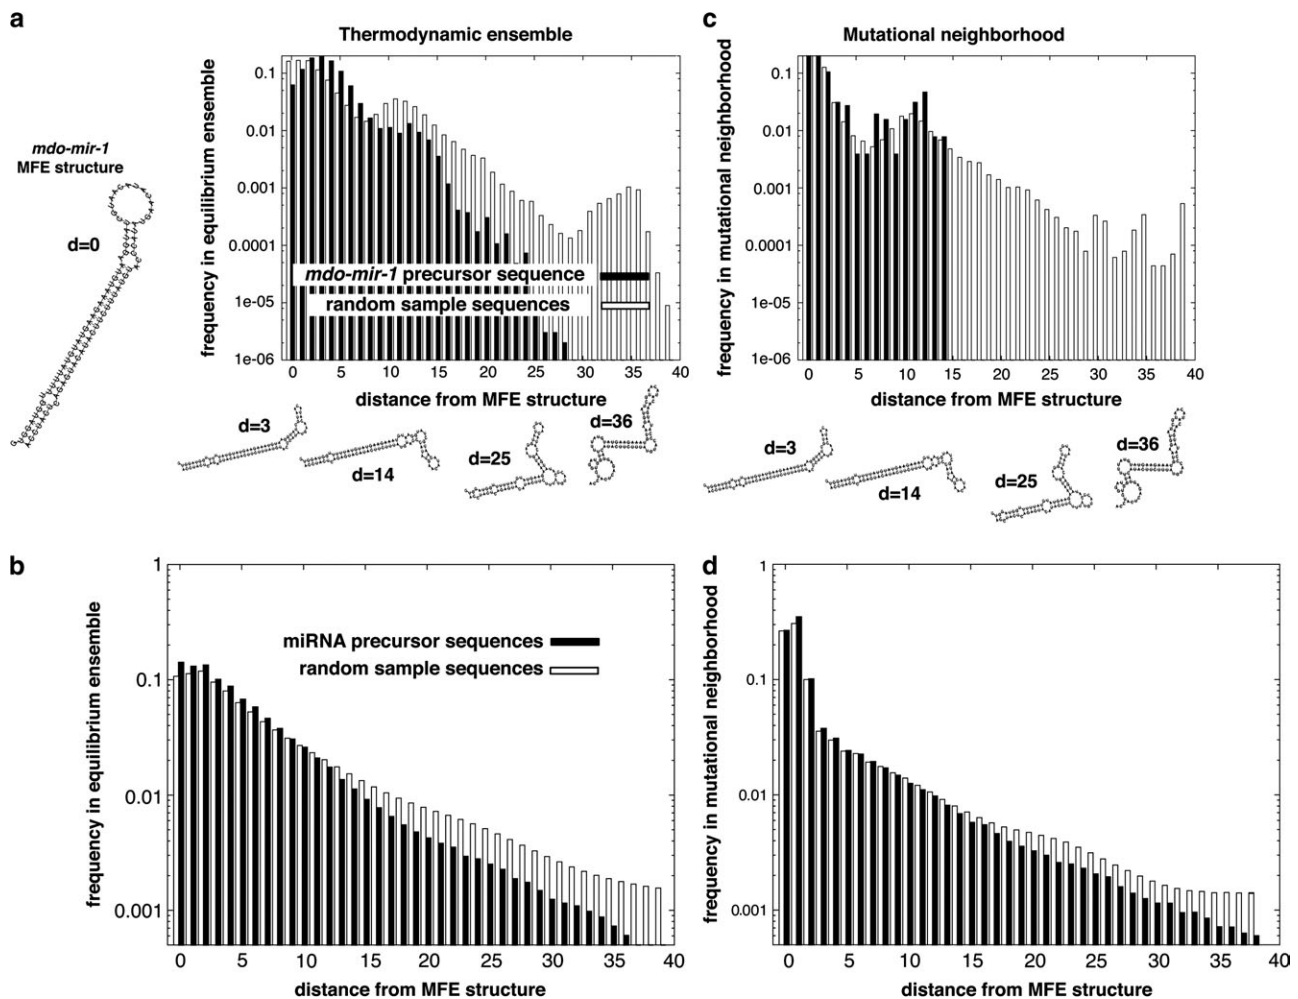 a
Thermodynamic ensemble
mdo-mir-1
MFE structure
d=0
frequency in equilibrium ensemble
0.1
0.01
0.001
0.0001
1e-05
1e-06
mdo-mir-1 precursor sequence
random sample sequences
0 5 10 15 20 25 30 35 40
distance from MFE structure
d=3
d=14
d=25
d=36
c
Mutational neighborhood
frequency in mutational neighborhood
0.1
0.01
0.001
0.0001
1e-05
1e-06
0 5 10 15 20 25 30 35 40
distance from MFE structure
d=3
d=14
d=25
d=36
b
frequency in equilibrium ensemble
1
0.1
0.01
0.001
miRNA precursor sequences
random sample sequences
0 5 10 15 20 25 30 35 40
distance from MFE structure
d
frequency in mutational neighborhood
1
0.1
0.01
0.001
0 5 10 15 20 25 30 35 40
distance from MFE structure